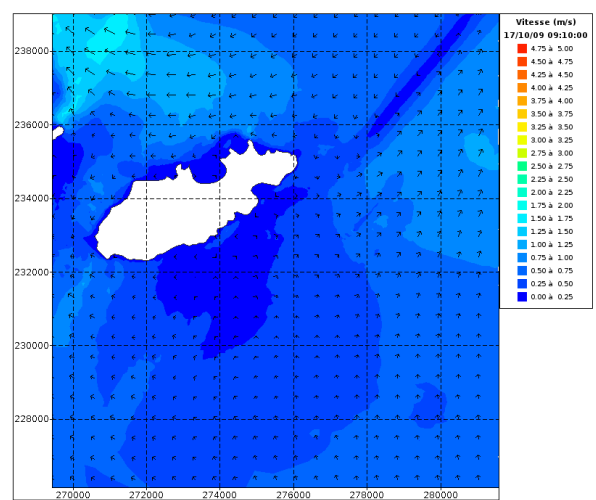 Vitesse (m/s)
17/10/09 09:10:00
4.75 à 5.00
4.50 à 4.75
4.25 à 4.50
4.00 à 4.25
3.75 à 4.00
3.50 à 3.75
3.25 à 3.50
3.00 à 3.25
2.75 à 3.00
2.50 à 2.75
2.25 à 2.50
2.00 à 2.25
1.75 à 2.00
1.50 à 1.75
1.25 à 1.50
1.00 à 1.25
0.75 à 1.00
0.50 à 0.75
0.25 à 0.50
0.00 à 0.25
238000
236000
234000
232000
230000
228000
270000 272000 274000 276000 278000 280000